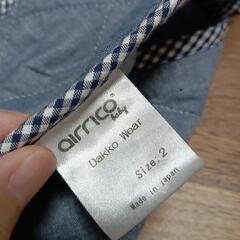 airrico
baby
Dakko Wear
Size.2
Made in Japan